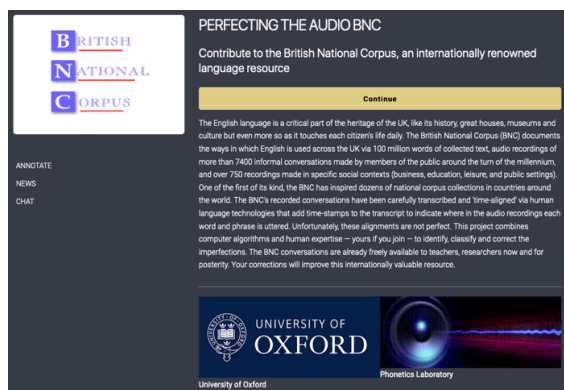 BRITISH
NATIONAL
CORPUS
ANNOTATE
NEWS
CHAT
PERFECTING THE AUDIO BNC
Contribute to the British National Corpus, an internationally renowned
language resource
Continue
The English language is a critical part of the heritage of the UK, like its history, great houses, museums and
culture but even more so as it touches each citizen's life daily. The British National Corpus (BNC) documents
the ways in which English is used across the UK via 100 million words of collected text, audio recordings of
more than 7400 informal conversations made by members of the public around the turn of the millennium,
and over 750 recordings made in specific social contexts (business, education, leisure, and public settings).
One of the first of its kind, the BNC has inspired dozens of national corpus collections in countries around
the world. The BNC's recorded conversations have been carefully transcribed and 'time-aligned' via human
language technologies that add time-stamps to the transcript to indicate where in the audio recordings each
word and phrase is uttered. Unfortunately, these alignments are not perfect. This project combines
computer algorithms and human expertise — yours if you join — to identify, classify and correct the
imperfections. The BNC conversations are already freely available to teachers, researchers now and for
posterity. Your corrections will improve this internationally valuable resource.
UNIVERSITY OF
OXFORD
University of Oxford
Phonetics Laboratory